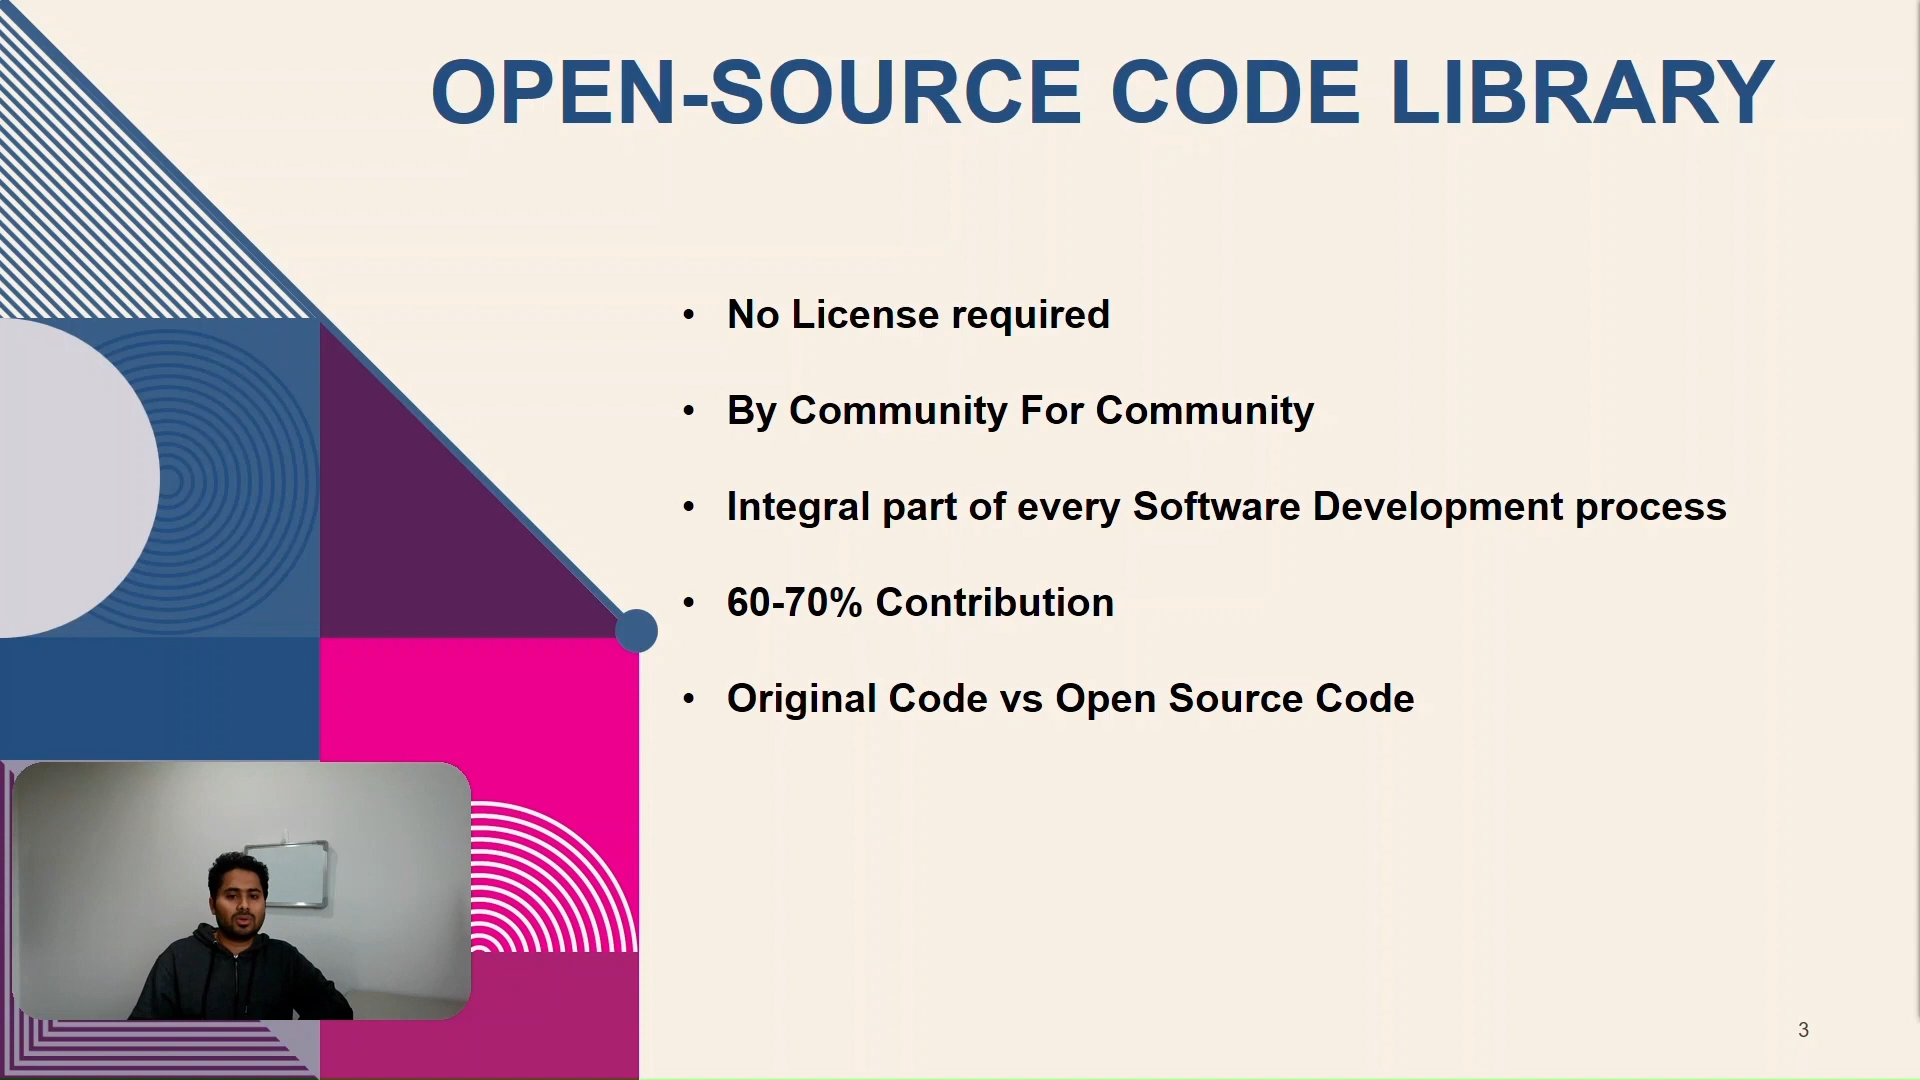 OPEN-SOURCE CODE LIBRARY
• No License required
• By Community For Community
• Integral part of every Software Development process
• 60-70% Contribution
• Original Code vs Open Source Code
3